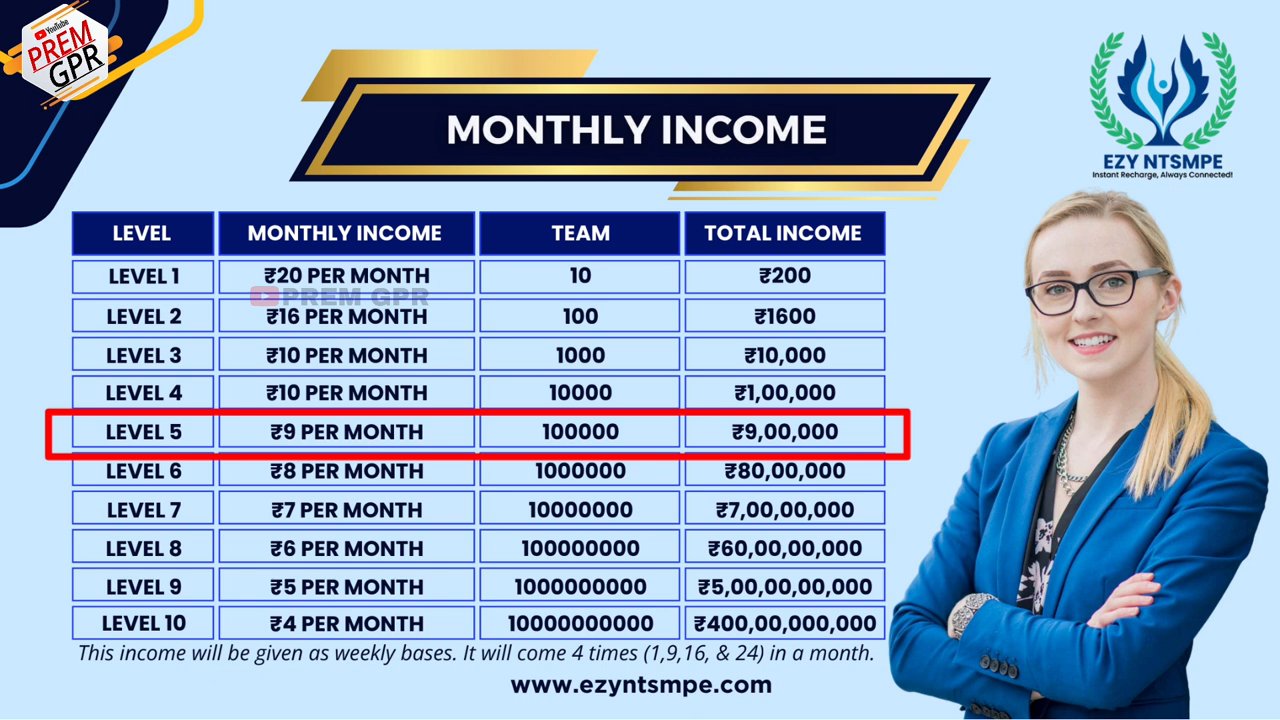 YouTube
PREM
GPR
MONTHLY INCOME
EZY NTSMPE
Instant Recharge, Always Connected!
LEVEL MONTHLY INCOME TEAM TOTAL INCOME
LEVEL 1 ₹20 PER MONTH 10 ₹200
PREM GPR
LEVEL 2 ₹16 PER MONTH 100 ₹1600
LEVEL 3 ₹10 PER MONTH 1000 ₹10,000
LEVEL 4 ₹10 PER MONTH 10000 ₹1,00,000
LEVEL 5 ₹9 PER MONTH 100000 ₹9,00,000
LEVEL 6 ₹8 PER MONTH 1000000 ₹80,00,000
LEVEL 7 ₹7 PER MONTH 10000000 ₹7,00,00,000
LEVEL 8 ₹6 PER MONTH 100000000 ₹60,00,00,000
LEVEL 9 ₹5 PER MONTH 1000000000 ₹5,00,00,00,000
LEVEL 10 ₹4 PER MONTH 10000000000 ₹400,00,00,000
This income will be given as weekly bases. It will come 4 times (1,9,16, & 24) in a month.
www.ezyntsmpe.com